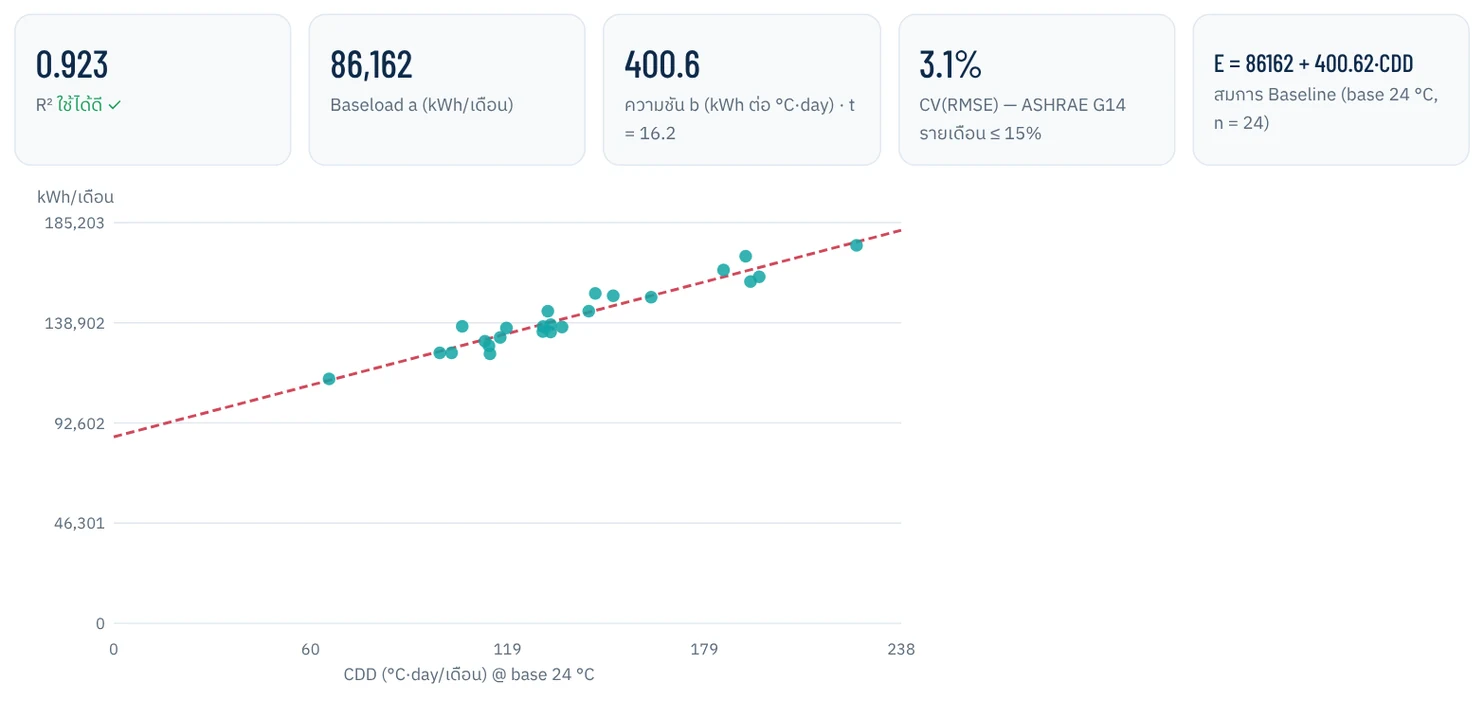 0.923
R² ใช้ได้ดี ✓
86,162
Baseload a (kWh/เดือน)
400.6
ความชัน b (kWh ต่อ °C·day) · t
= 16.2
3.1%
CV(RMSE) — ASHRAE G14
รายเดือน ≤ 15%
E = 86162 + 400.62·CDD
สมการ Baseline (base 24 °C,
n = 24)
kWh/เดือน
185,203
138,902
92,602
46,301
0
0 60 119 179 238
CDD (°C·day/เดือน) @ base 24 °C